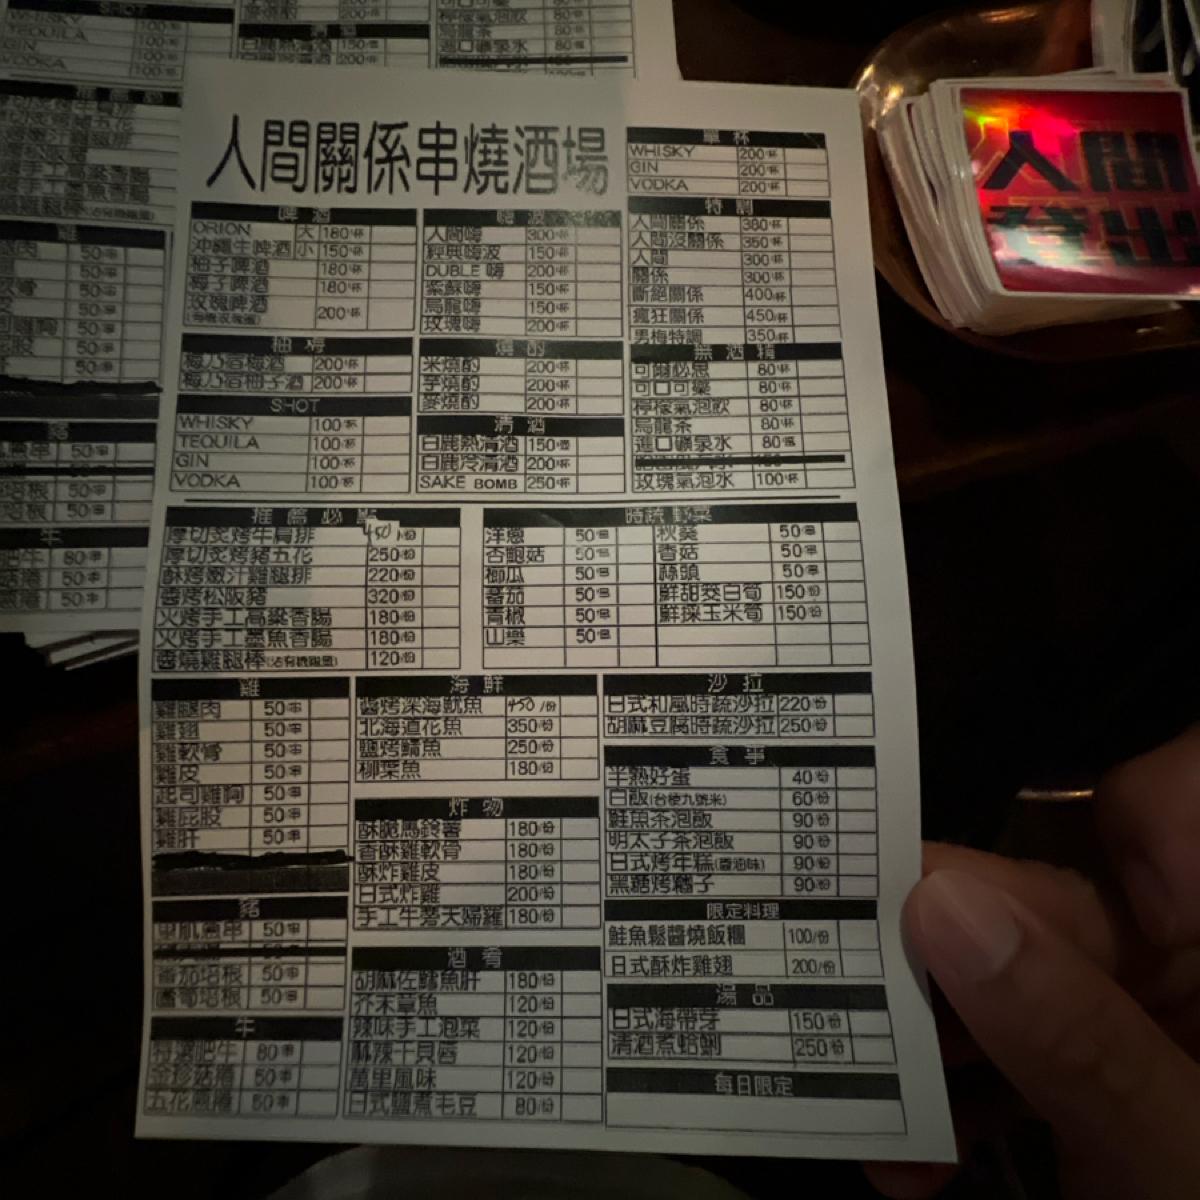 人間關係串燒酒場
單杯
WHISKY 200/杯
GIN 200/杯
VODKA 200/杯
啤酒
ORION 大 180/杯
沖繩生啤酒 小 150/杯
柚子啤酒 180/杯
梅子啤酒 180/杯
玫瑰啤酒 200/杯
柚梅
梅乃宿梅酒 200/杯
梅乃宿柚子酒 200/杯
SHOT
WHISKY 100/杯
TEQUILA 100/杯
GIN 100/杯
VODKA 100/杯
嗨波
人間嗨 300/杯
經典嗨波 150/杯
DUBLE 嗨 200/杯
紫蘇嗨 150/杯
烏龍嗨 150/杯
玫瑰嗨 200/杯
燒酌
米燒酌 200/杯
芋燒酌 200/杯
麥燒酌 200/杯
清酒
白鹿熱清酒 150/壺
白鹿冷清酒 200/杯
SAKE BOMB 250/杯
特調
人間關係 380/杯
人間沒關係 350/杯
人間 300/杯
關係 300/杯
斷絕關係 400/杯
瘋狂關係 450/杯
男梅特調 350/杯
無酒精
可爾必思 80/杯
可口可樂 80/杯
檸檬氣泡飲 80/杯
烏龍茶 80/杯
進口礦泉水 80/瓶
玫瑰氣泡水 100/杯
推薦必點
厚切炙烤牛肩排 450/份
厚切炙烤豬五花 250/份
酥烤嫩汁雞腿排 220/份
醬烤松阪豬 320/份
火烤手工高粱香腸 180/份
火烤手工墨魚香腸 180/份
醬燒雞腿棒 120/份
時蔬野菜
洋蔥 50/串 秋葵 50/串
杏鮑菇 50/串 香菇 50/串
櫛瓜 50/串 蒜頭 50/串
蕃茄 50/串 鮮甜筊白筍 150/份
青椒 50/串 鮮採玉米筍 150/份
山樂 50/串
雞
雞腿肉 50/串
雞翅 50/串
雞軟骨 50/串
雞皮 50/串
起司雞胸 50/串
雞屁股 50/串
雞肝 50/串
豬
50/串
番茄培根 50/串
蘆筍培根 50/串
牛
特選肥牛 80/串
金珍菇捲 50/串
五花蔥捲 50/串
海鮮
醬烤深海魷魚 450/份
北海道花魚 350/份
鹽烤鯖魚 250/份
柳葉魚 180/份
炸物
酥脆馬鈴薯 180/份
香酥雞軟骨 180/份
酥炸雞皮 180/份
日式炸雞 200/份
手工牛蒡天婦羅 180/份
酒肴
胡麻佐鱈魚肝 180/份
芥末章魚 120/份
辣味手工泡菜 120/份
麻辣干貝唇 120/份
萬里風味 120/份
日式鹽煮毛豆 80/份
沙拉
日式和風時蔬沙拉 220/份
胡麻豆腐時蔬沙拉 250/份
食事
半熟好蛋 40/份
白飯(台梗九號米) 60/份
鮭魚茶泡飯 90/份
明太子茶泡飯 90/份
日式烤年糕(醬油味) 90/份
黑糖烤糰子 90/份
限定料理
鮭魚鬆醬燒飯糰 100/份
日式酥炸雞翅 200/份
湯品
日式海帶芽 150/份
清酒煮蛤蜊 250/份
每日限定
人間
登出